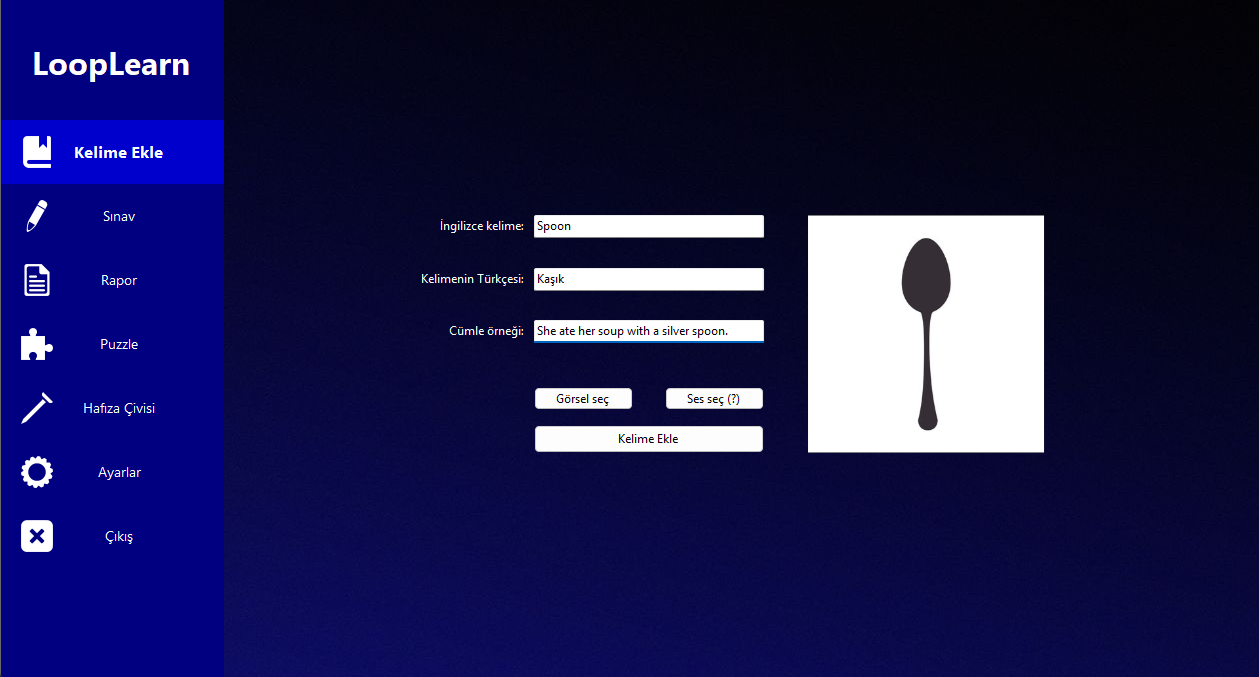 LoopLearn
Kelime Ekle
Sınav
Rapor
Puzzle
Hafıza Çivisi
Ayarlar
Çıkış
İngilizce kelime: Spoon
Kelimenin Türkçesi: Kaşık
Cümle örneği: She ate her soup with a silver spoon.
Görsel seç Ses seç (?)
Kelime Ekle